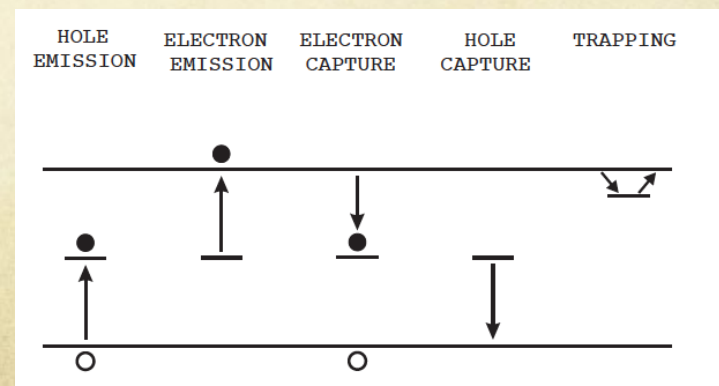 HOLE
EMISSION
ELECTRON
EMISSION
ELECTRON
CAPTURE
HOLE
CAPTURE
TRAPPING